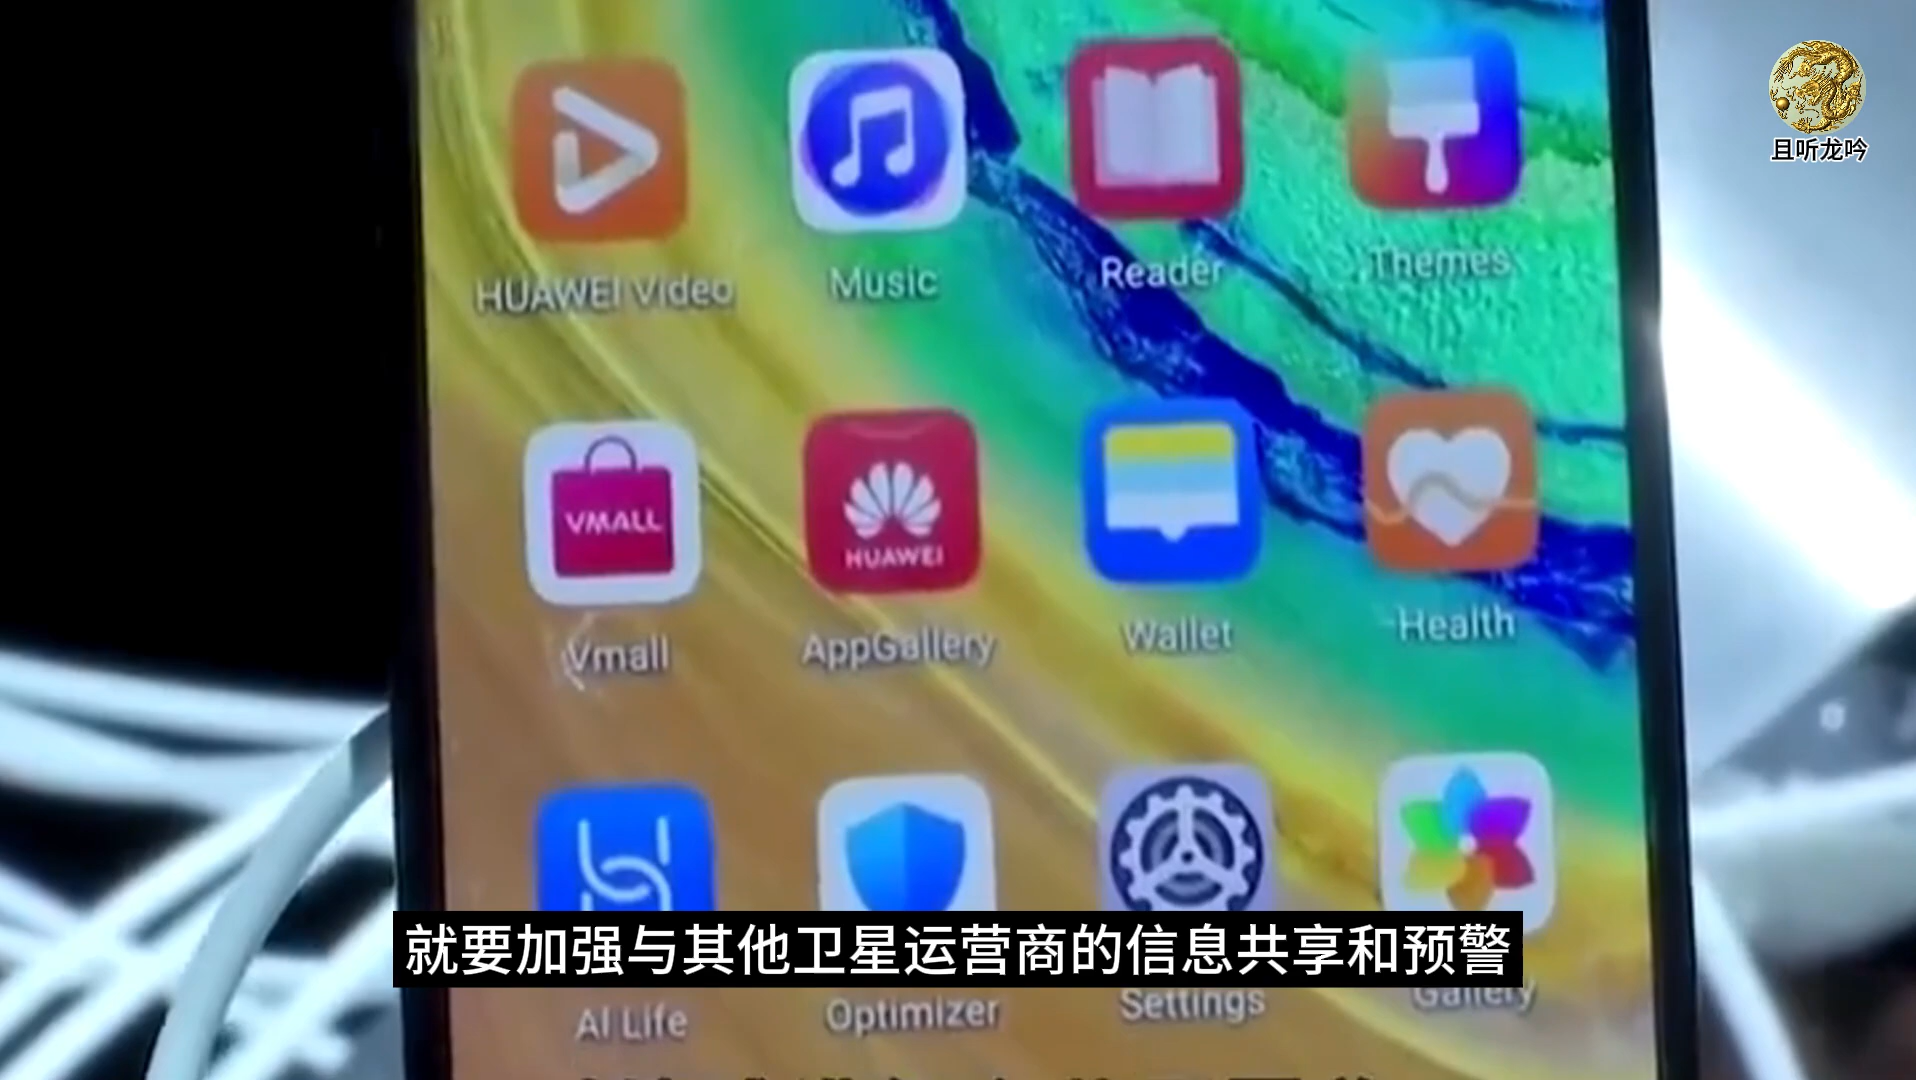 且听龙吟
HUAWEI Video
Music
Reader
Themes
VMALL
HUAWEI
Vmall
AppGallery
Wallet
Health
就要加强与其他卫星运营商的信息共享和预警
AI Life
Optimizer
Settings
Gallery